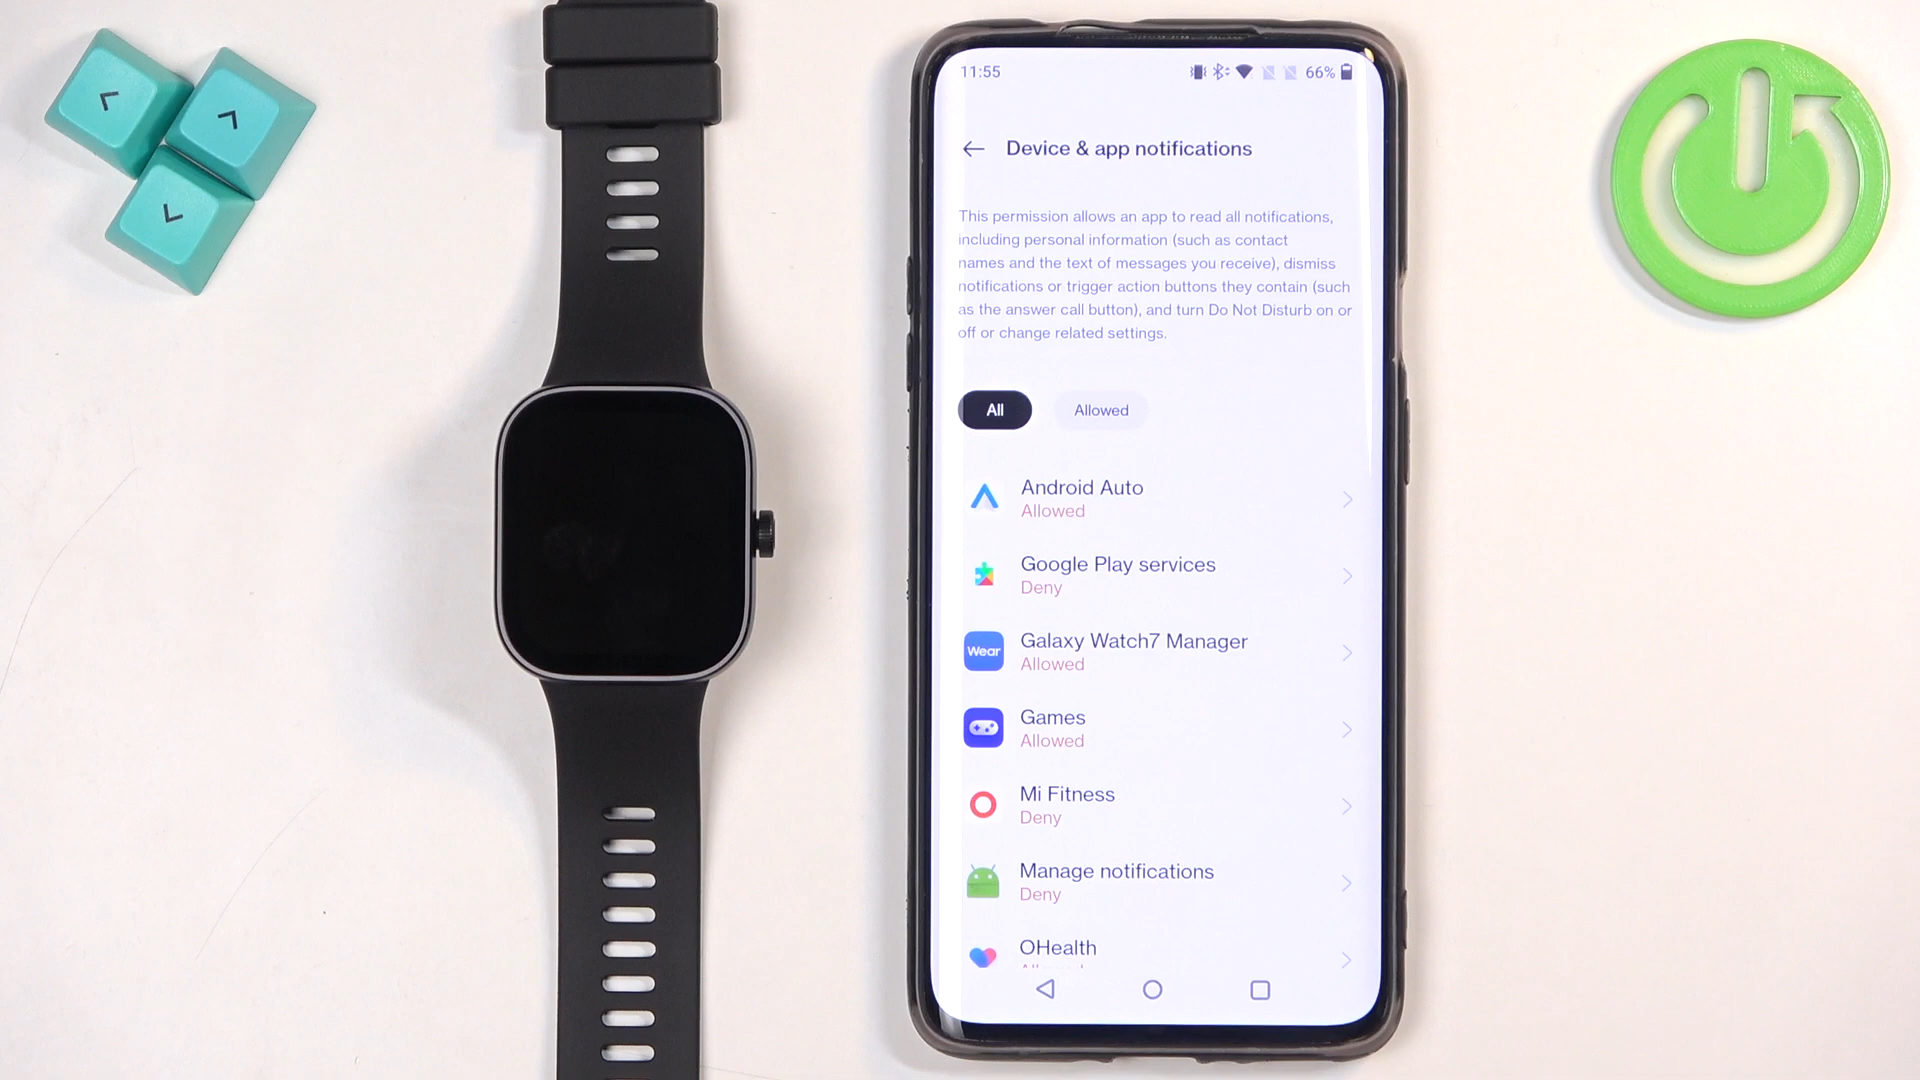 11:55
66%
Device & app notifications
This permission allows an app to read all notifications,
including personal information (such as contact
names and the text of messages you receive), dismiss
notifications or trigger action buttons they contain (such
as the answer call button), and turn Do Not Disturb on or
off or change related settings.
All
Allowed
Android Auto
Allowed
Google Play services
Deny
Wear
Galaxy Watch7 Manager
Allowed
Games
Allowed
Mi Fitness
Deny
Manage notifications
Deny
OHealth